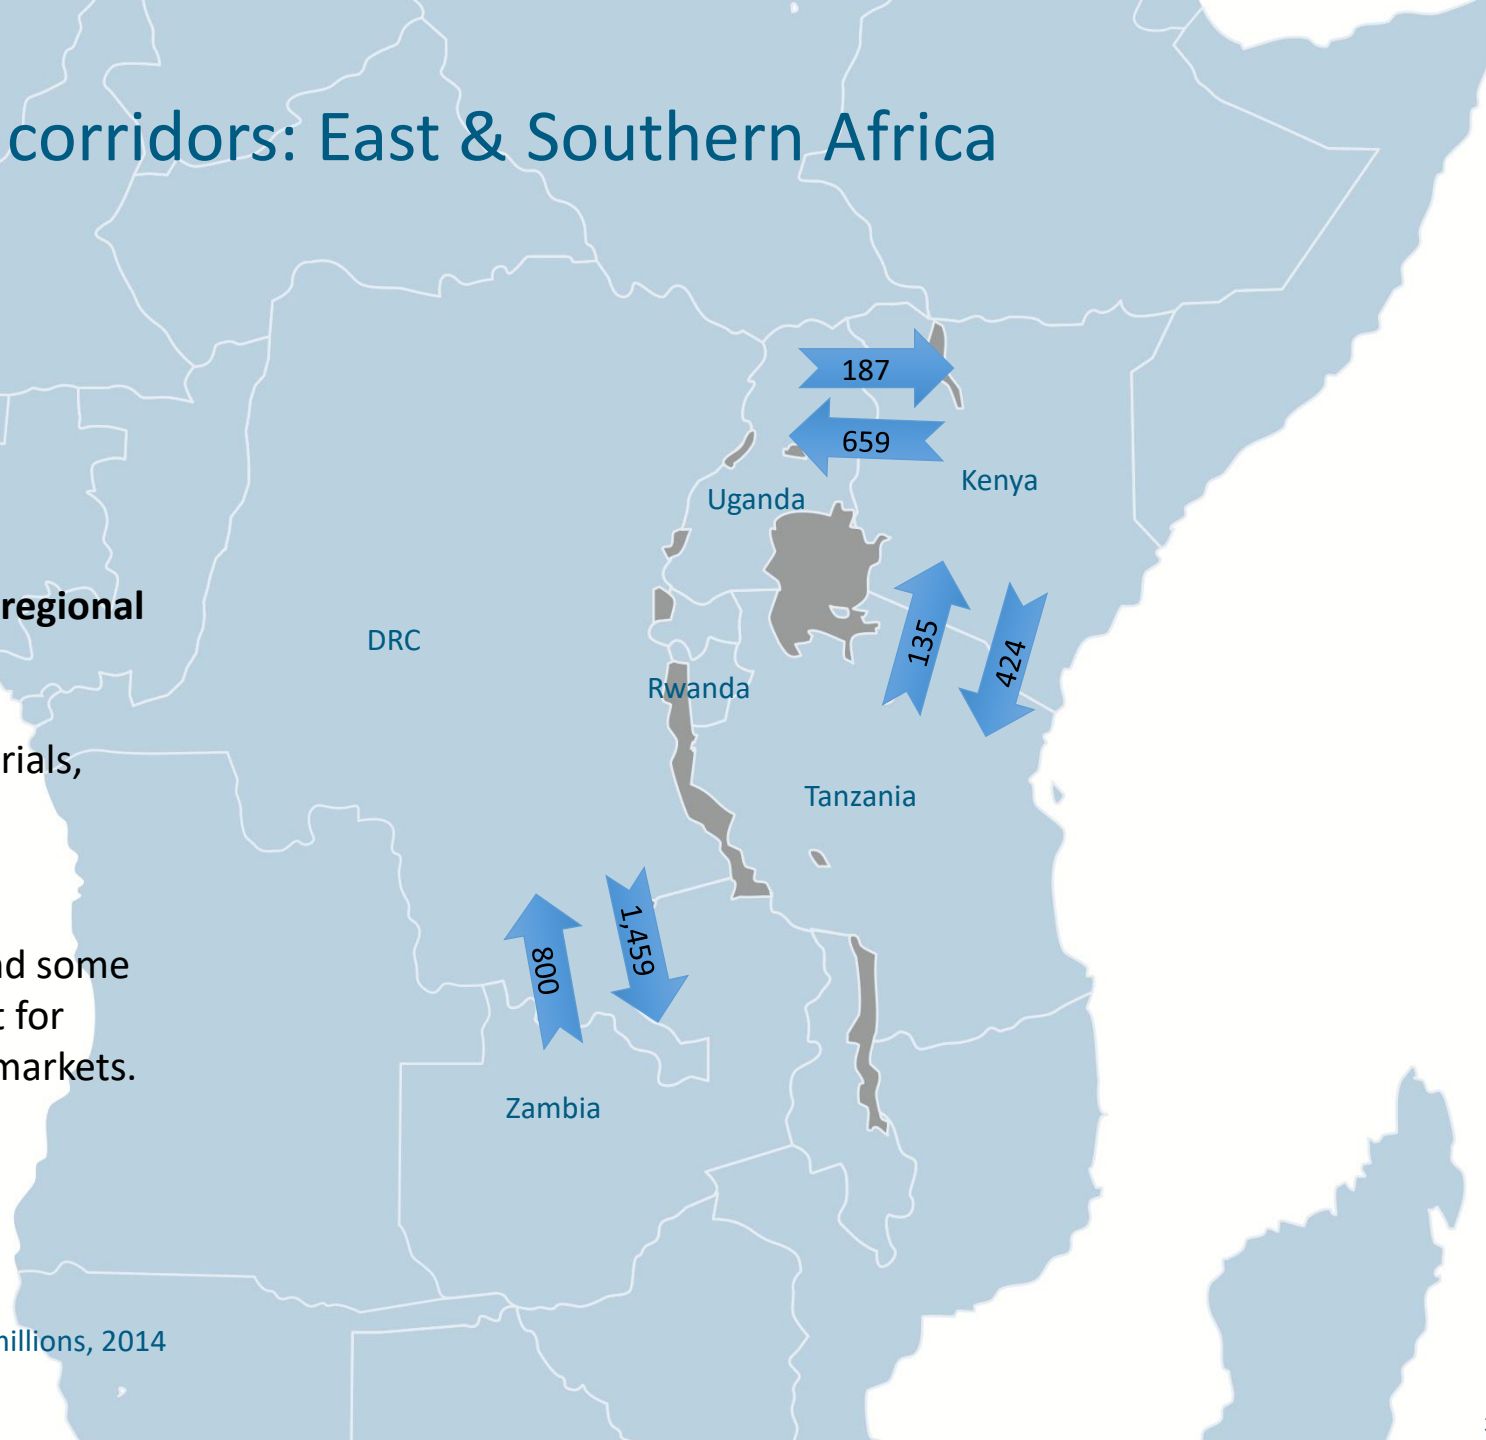 corridors: East & Southern Africa
187
659
Kenya
Uganda
regional
135
424
DRC
Rwanda
rials,
Tanzania
1,459
800
d some
t for
markets.
Zambia
illions, 2014